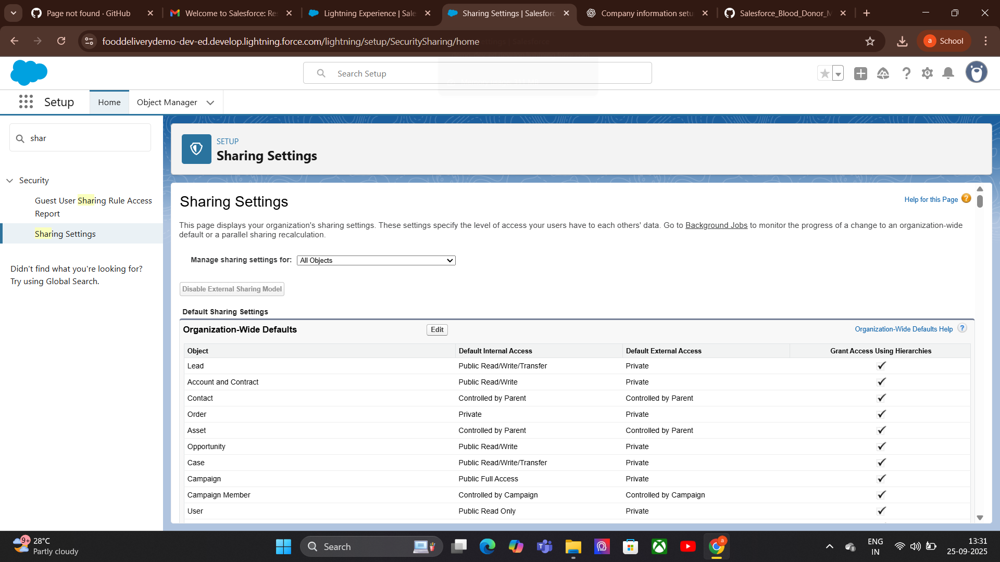 Page not found · GitHub
Welcome to Salesforce: Re
Lightning Experience | Sale
Sharing Settings | Salesforc
Company information setu
Salesforce_Blood_Donor_M
fooddeliverydemo-dev-ed.develop.lightning.force.com/lightning/setup/SecuritySharing/home
a School
Search Setup
Setup
Home
Object Manager
shar
Security
Guest User Sharing Rule Access
Report
Sharing Settings
Didn't find what you're looking for?
Try using Global Search.
SETUP
Sharing Settings
Sharing Settings
Help for this Page ?
This page displays your organization's sharing settings. These settings specify the level of access your users have to each others' data. Go to Background Jobs to monitor the progress of a change to an organization-wide
default or a parallel sharing recalculation.
Manage sharing settings for: All Objects
Disable External Sharing Model
Default Sharing Settings
Organization-Wide Defaults Edit Organization-Wide Defaults Help ?
Object Default Internal Access Default External Access Grant Access Using Hierarchies
Lead Public Read/Write/Transfer Private
Account and Contract Public Read/Write Private
Contact Controlled by Parent Controlled by Parent
Order Private Private
Asset Controlled by Parent Controlled by Parent
Opportunity Public Read/Write Private
Case Public Read/Write/Transfer Private
Campaign Public Full Access Private
Campaign Member Controlled by Campaign Controlled by Campaign
User Public Read Only Private
9+
28°C
Partly cloudy
Search
a
ENG
IN
13:31
25-09-2025